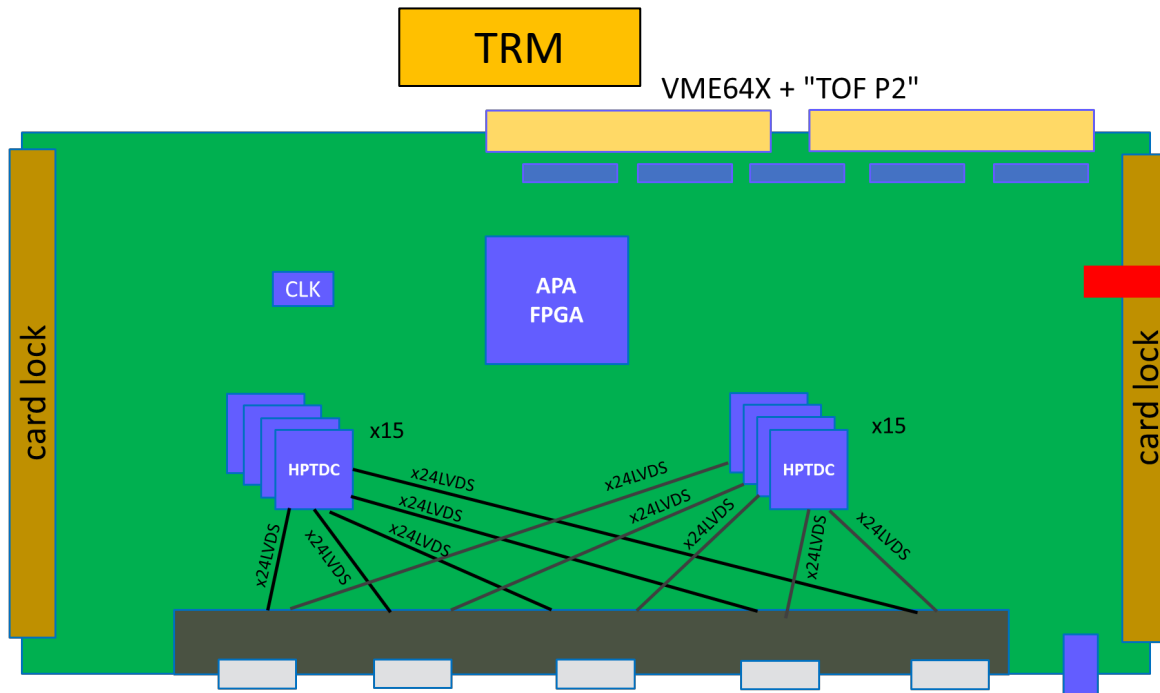 TRM
VME64X + "TOF P2"
CLK
APA
FPGA
card lock
card lock
x15
x15
HPTDC
HPTDC
x24LVDS
x24LVDS
x24LVDS
x24LVDS
x24LVDS
x24LVDS
x24LVDS
x24LVDS
x24LVDS
x24LVDS